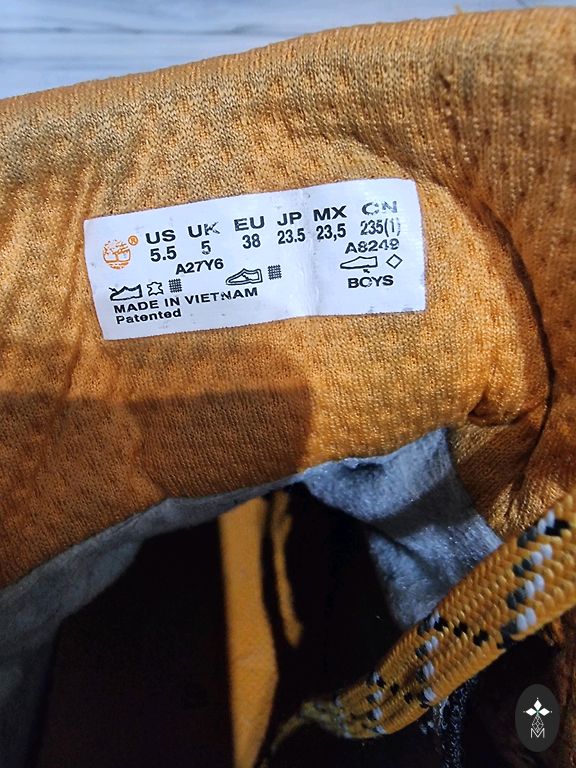 US UK EU JP MX CN
5.5 5 38 23.5 23,5 235(1)
A27Y6 A8249
BOYS
MADE IN VIETNAM
Patented
M